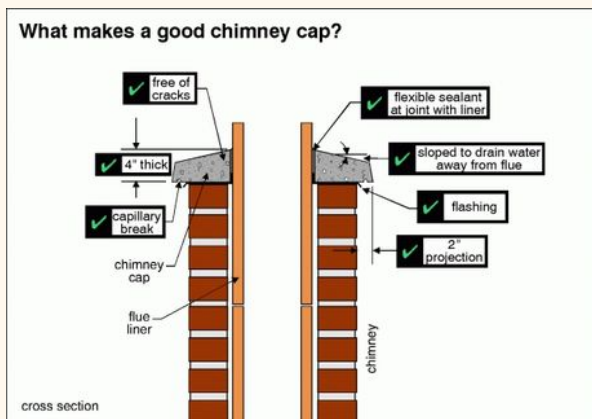 What makes a good chimney cap?
free of
cracks
flexible sealant
at joint with liner
4" thick
sloped to drain water
away from flue
capillary
break
flashing
chimney
cap
2"
projection
flue
liner
chimney
cross section